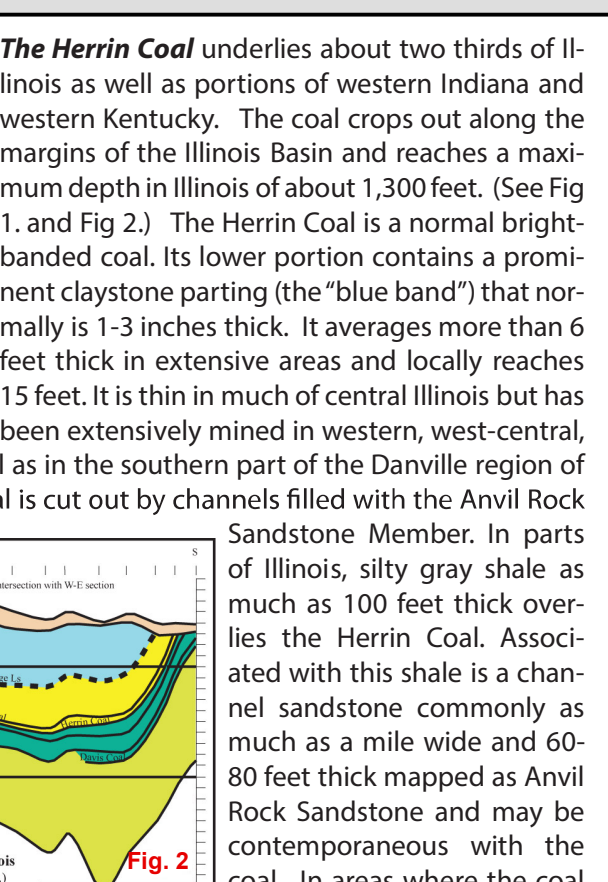 The Herrin Coal underlies about two thirds of Il-
linois as well as portions of western Indiana and
western Kentucky. The coal crops out along the
margins of the Illinois Basin and reaches a maxi-
mum depth in Illinois of about 1,300 feet. (See Fig
1. and Fig 2.) The Herrin Coal is a normal bright-
banded coal. Its lower portion contains a promi-
nent claystone parting (the “blue band”) that nor-
mally is 1-3 inches thick. It averages more than 6
feet thick in extensive areas and locally reaches
15 feet. It is thin in much of central Illinois but has
been extensively mined in western, west-central,
as in the southern part of the Danville region of
is cut out by channels filled with the Anvil Rock
Sandstone Member. In parts
of Illinois, silty gray shale as
much as 100 feet thick over-
lies the Herrin Coal. Associ-
ated with this shale is a chan-
nel sandstone commonly as
much as a mile wide and 60-
80 feet thick mapped as Anvil
Rock Sandstone and may be
contemporaneous with the
coal. In areas where the coal
S
tersection with W-E section
Ls
Herrin Coal
Davis Coal
Fig. 2